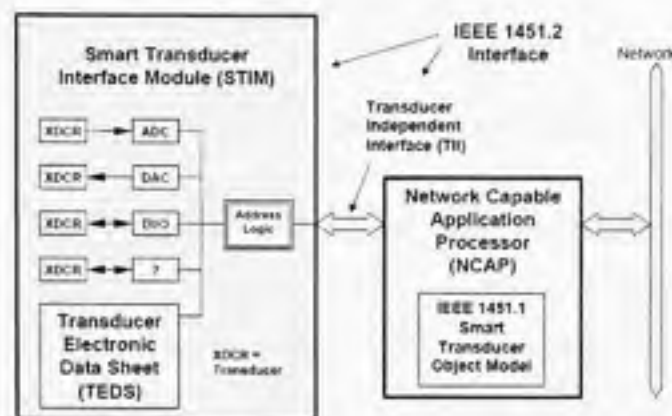 Smart Transducer
Interface Module (STIM)
IEEE 1451.2
Interface
Network
Transducer
Independent
Interface (TII)
XDCR
ADC
XDCR
DAC
XDCR
DI/O
XDCR
?
Address
Logic
Network Capable
Application
Processor
(NCAP)
IEEE 1451.1
Smart
Transducer
Object Model
Transducer
Electronic
Data Sheet
(TEDS)
XDCR =
Transducer